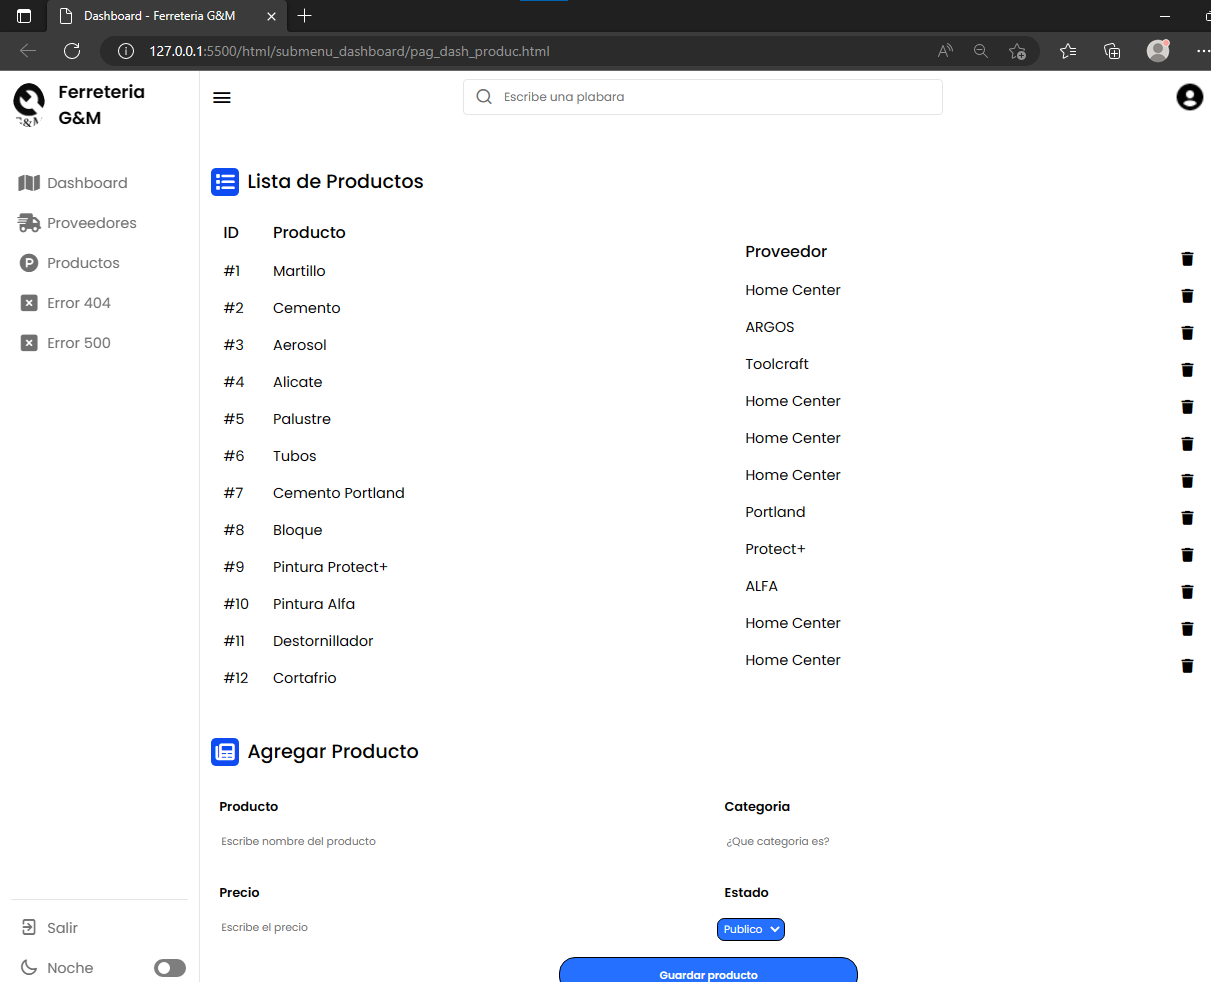 Dashboard - Ferreteria G&M
127.0.0.1:5500/html/submenu_dashboard/pag_dash_produc.html
Ferreteria
G&M
G&M
Escribe una plabara
Dashboard
Proveedores
Productos
Error 404
Error 500
Salir
Noche
Lista de Productos
ID Producto
#1 Martillo
#2 Cemento
#3 Aerosol
#4 Alicate
#5 Palustre
#6 Tubos
#7 Cemento Portland
#8 Bloque
#9 Pintura Protect+
#10 Pintura Alfa
#11 Destornillador
#12 Cortafrio
Proveedor
Home Center
ARGOS
Toolcraft
Home Center
Home Center
Home Center
Portland
Protect+
ALFA
Home Center
Home Center
Agregar Producto
Producto Categoria
Escribe nombre del producto ¿Que categoria es?
Precio Estado
Escribe el precio Publico
Guardar producto